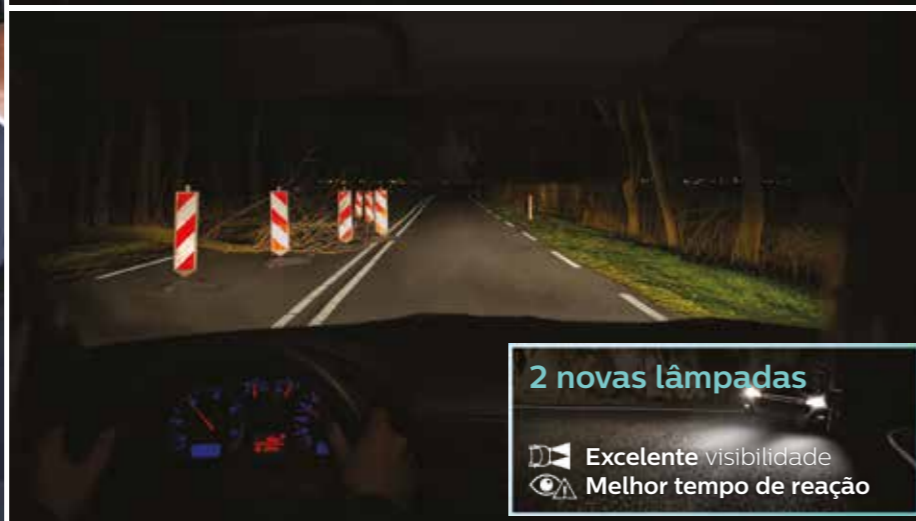 2 novas lâmpadas
Excelente visibilidade
Melhor tempo de reação